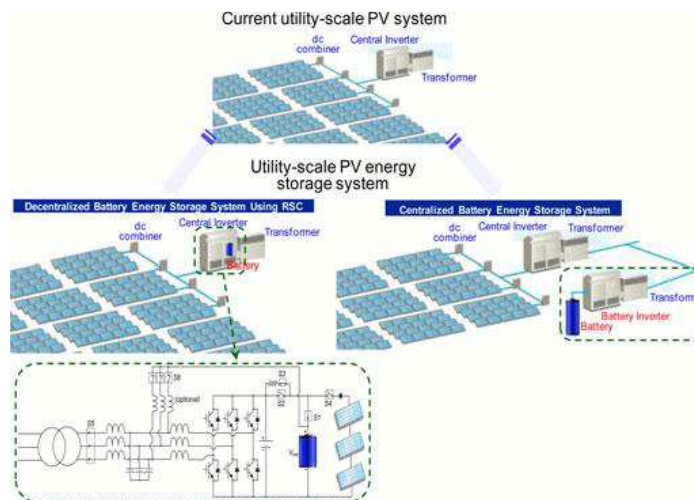 Current utility-scale PV system
dc
combiner
Central Inverter
Transformer
Utility-scale PV energy
storage system
Decentralized Battery Energy Storage System Using RSC
dc
combiner
Central Inverter
Transformer
Battery
Centralized Battery Energy Storage System
dc
combiner
Central Inverter
Transformer
Transform
Battery Inverter
Battery
(optional)
S1